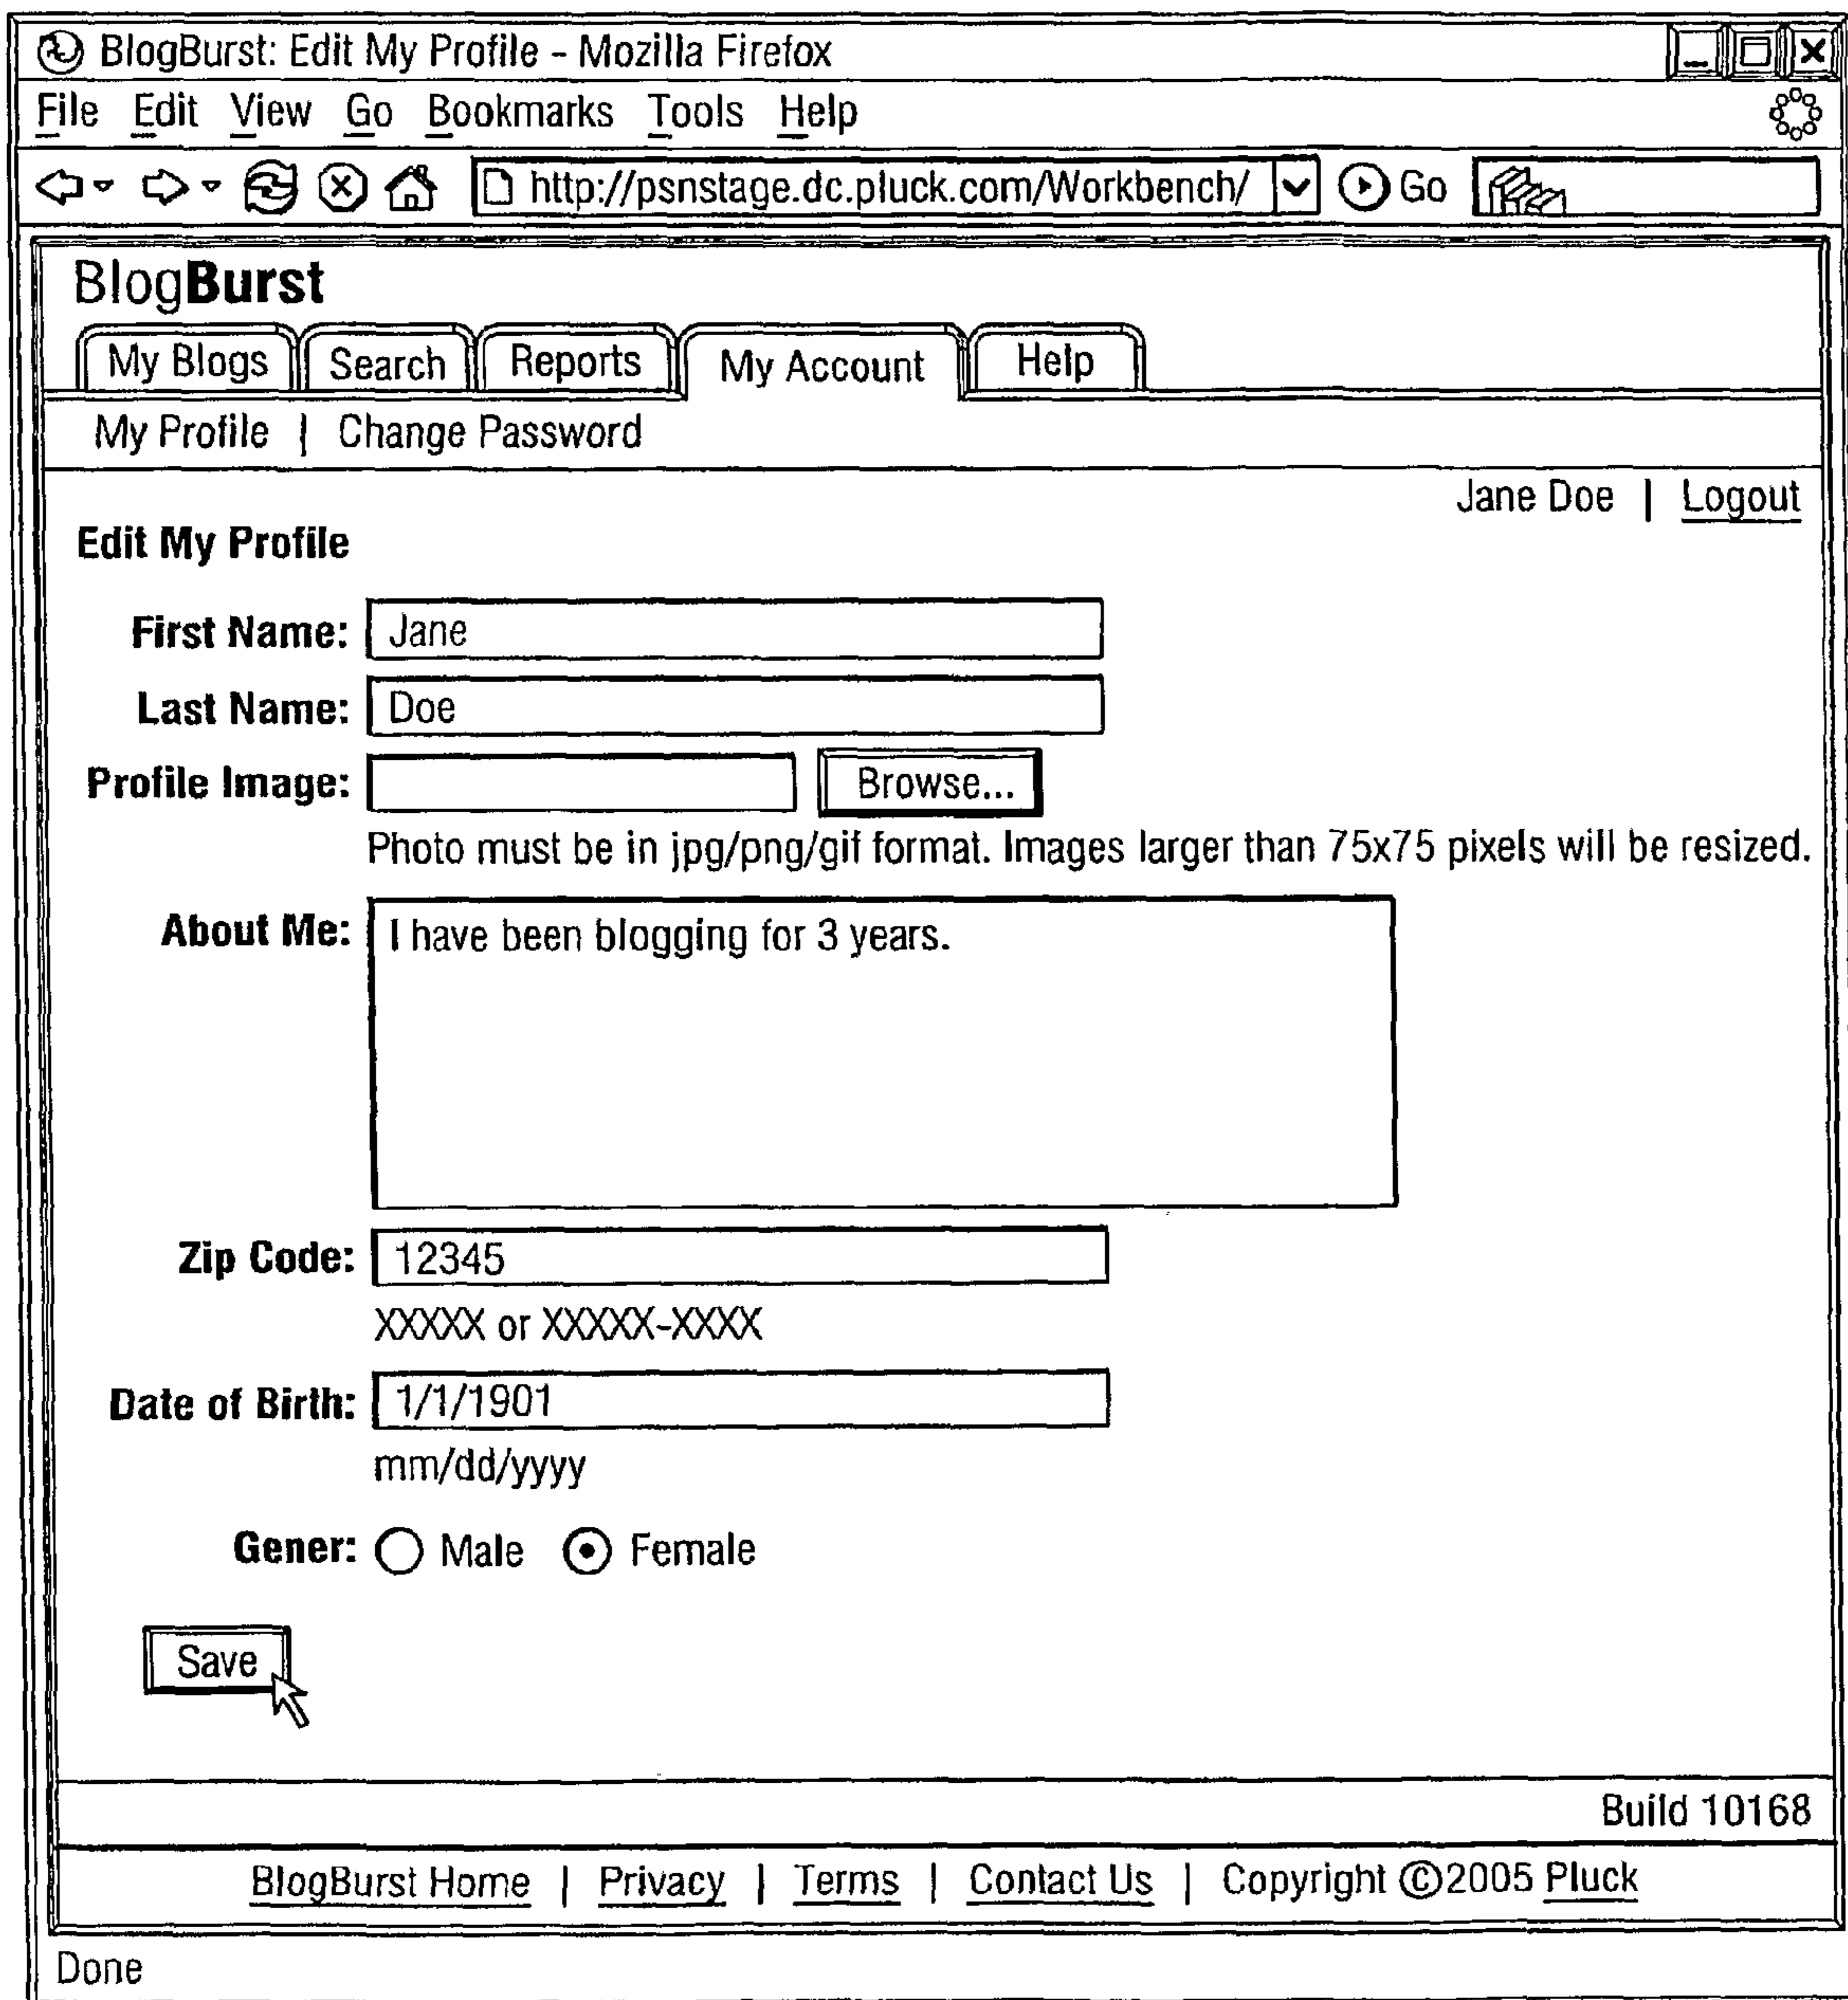 BlogBurst: Edit My Profile - Mozilla Firefox
File Edit View Go Bookmarks Tools Help
http://psnstage.dc.pluck.com/Workbench/ Go
BlogBurst
My Blogs Search Reports My Account Help
My Profile | Change Password
Jane Doe | Logout
Edit My Profile
First Name: Jane
Last Name: Doe
Profile Image: Browse...
Photo must be in jpg/png/gif format. Images larger than 75x75 pixels will be resized.
About Me: I have been blogging for 3 years.
Zip Code: 12345
XXXXX or XXXXX-XXXX
Date of Birth: 1/1/1901
mm/dd/yyyy
Gener: Male Female
Save
Build 10168
BlogBurst Home | Privacy | Terms | Contact Us | Copyright ©2005 Pluck
Done